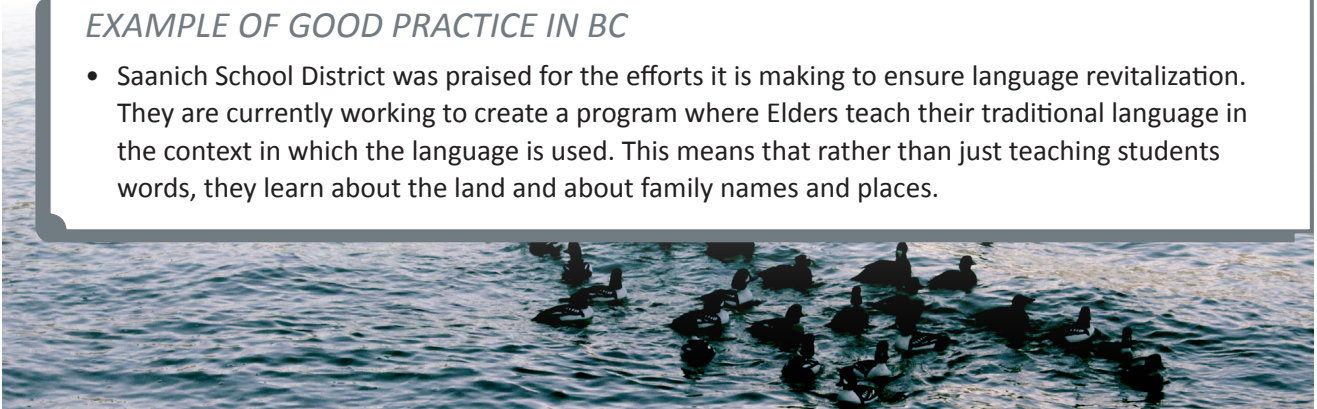 EXAMPLE OF GOOD PRACTICE IN BC
• Saanich School District was praised for the efforts it is making to ensure language revitalization.
They are currently working to create a program where Elders teach their traditional language in
the context in which the language is used. This means that rather than just teaching students
words, they learn about the land and about family names and places.